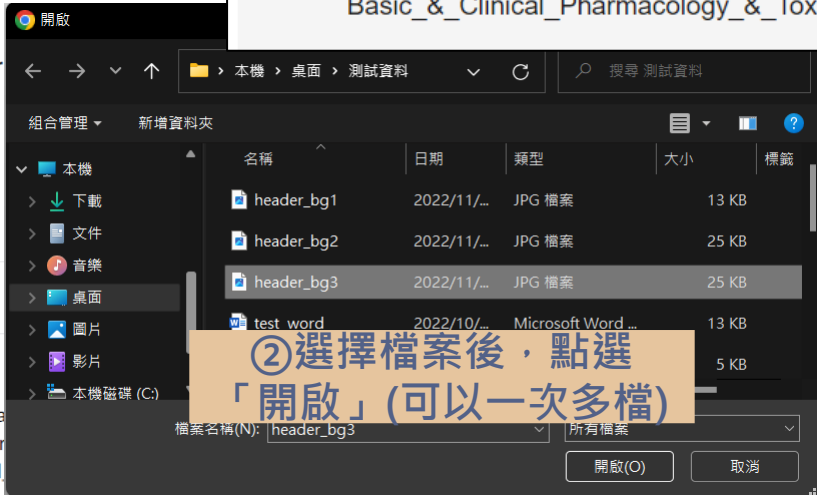 Basic_&_Clinical_Pharmacology_&_Tox
開啟
本機 › 桌面 › 測試資料
搜尋 測試資料
組合管理 新增資料夾
本機
下載
文件
音樂
桌面
圖片
影片
本機磁碟 (C:)
名稱 日期 類型 大小 標籤
header_bg1 2022/11/... JPG 檔案 13 KB
header_bg2 2022/11/... JPG 檔案 25 KB
header_bg3 2022/11/... JPG 檔案 25 KB
test_word 2022/10/... Microsoft Word ... 13 KB
5 KB
②選擇檔案後，點選
「開啟」(可以一次多檔)
檔案名稱(N): header_bg3 所有檔案
開啟(O) 取消